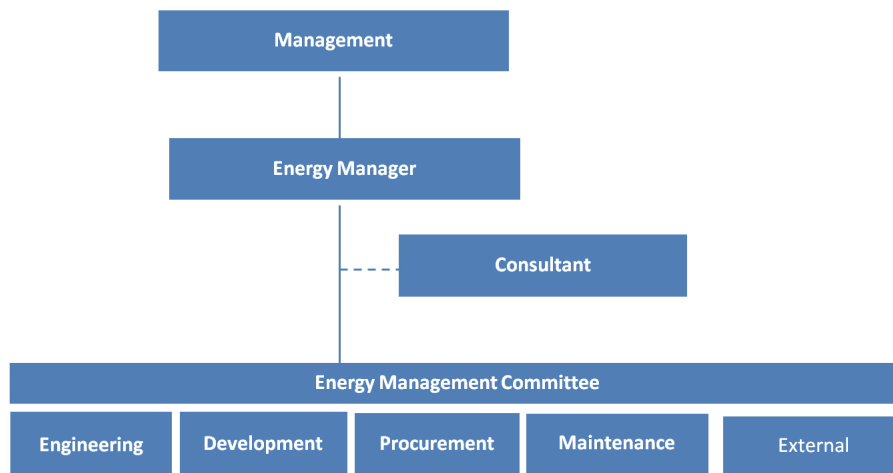 Management
Energy Manager
Consultant
Energy Management Committee
Engineering
Development
Procurement
Maintenance
External